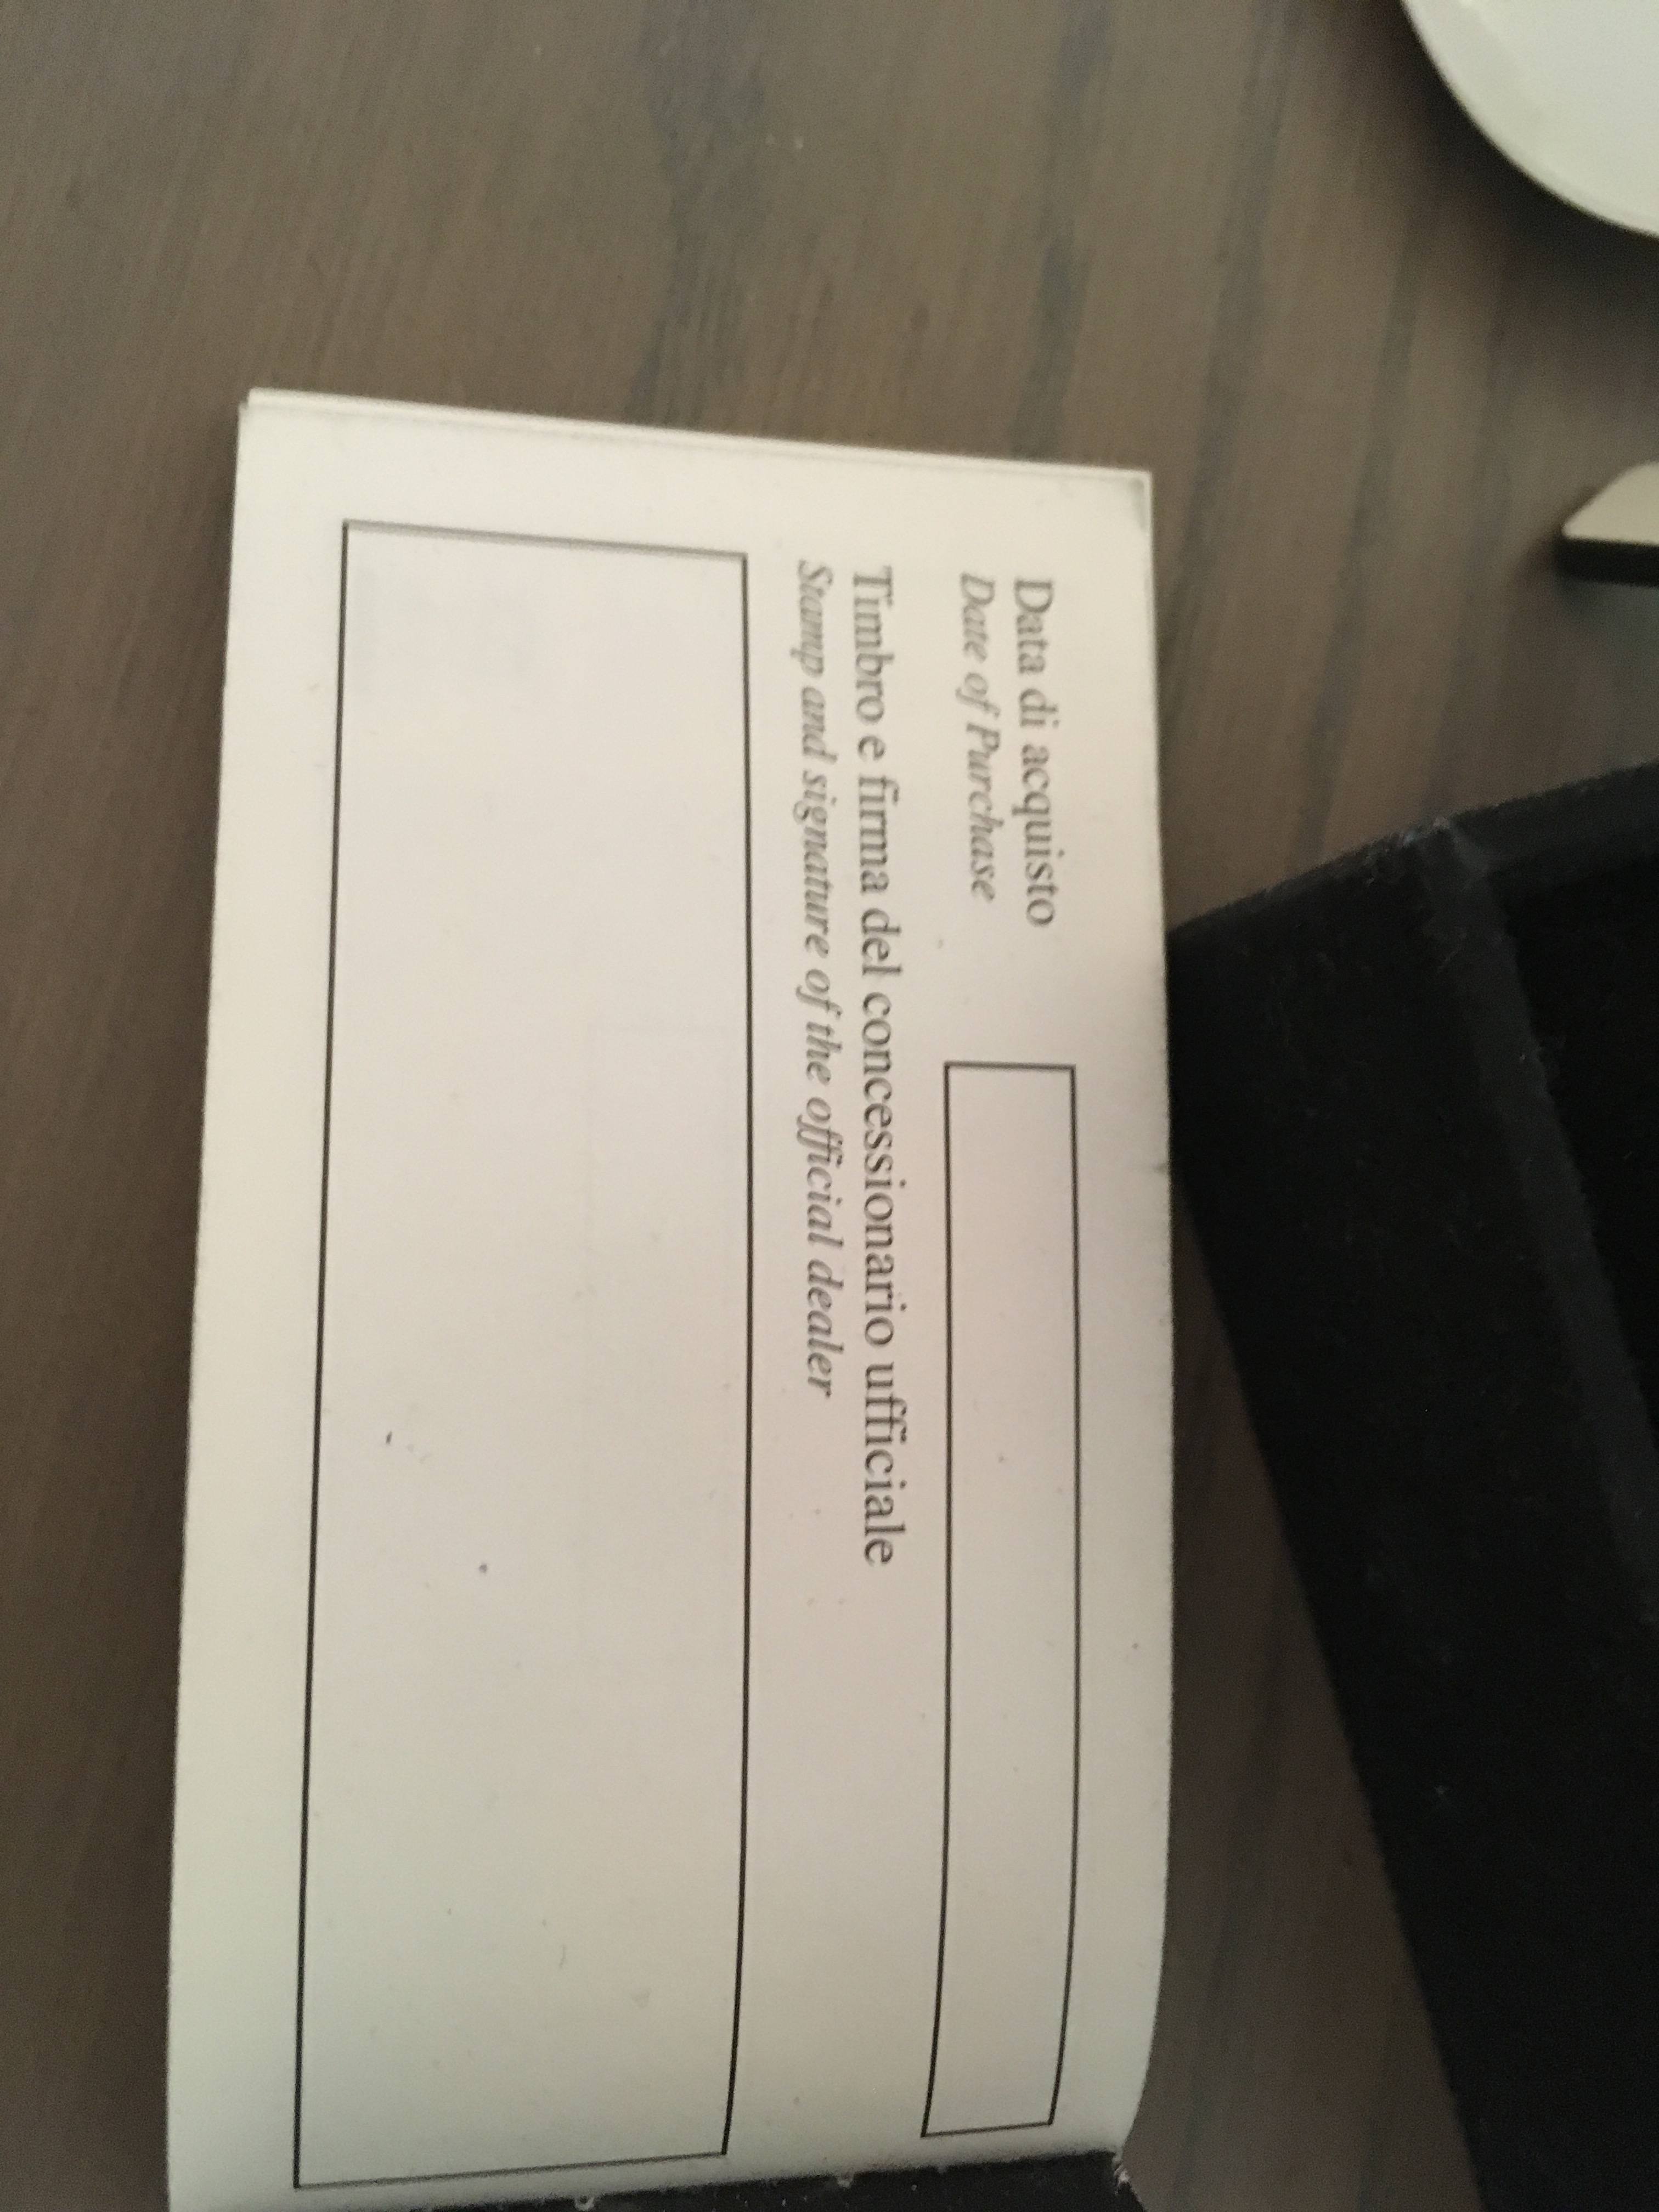 Data di acquisto
Date of Purchase
Timbro e firma del concessionario ufficiale
Stamp and signature of the official dealer